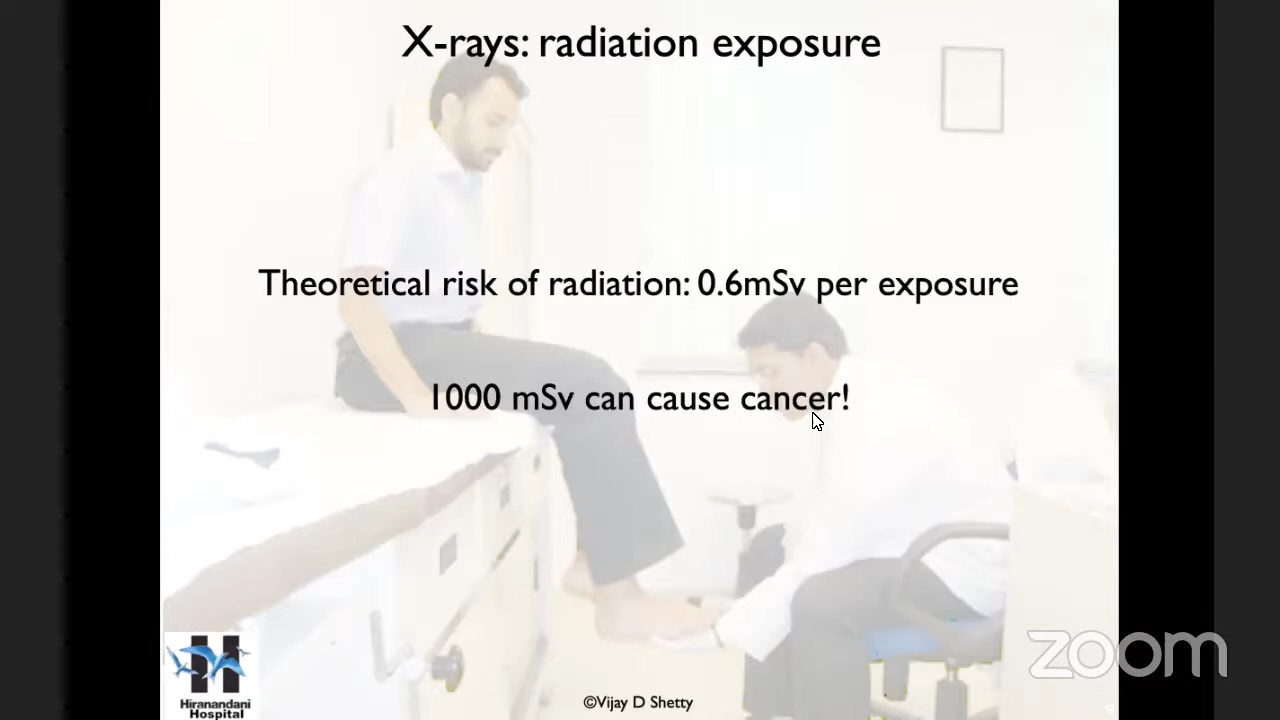 X-rays: radiation exposure
Theoretical risk of radiation: 0.6mSv per exposure
1000 mSv can cause cancer!
H
Hiranandani
Hospital
©Vijay D Shetty
zoom